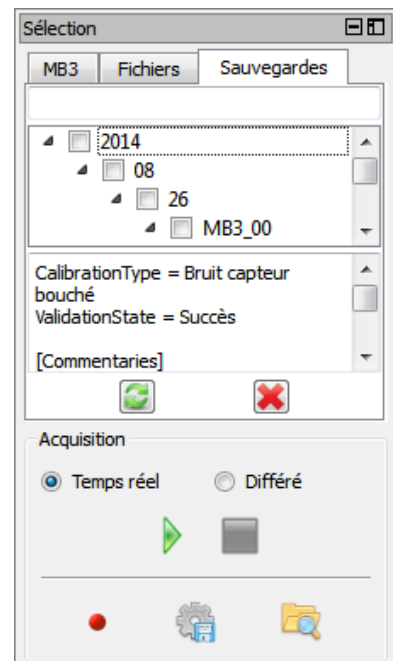 Sélection
MB3 Fichiers Sauvegardes
2014
08
26
MB3_00
CalibrationType = Bruit capteur
bouché
ValidationState = Succès
[Commentaries]
Acquisition
Temps réel Différé